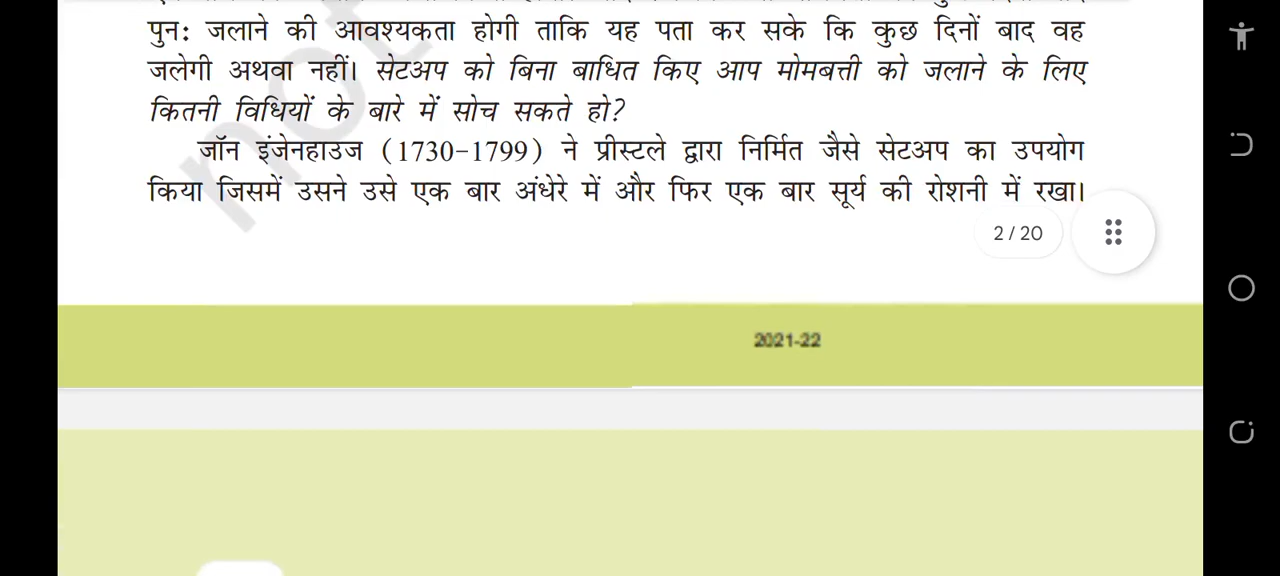 पुन: जलाने की आवश्यकता होगी ताकि यह पता कर सके कि कुछ दिनों बाद वह
जलेगी अथवा नहीं। सेटअप को बिना बाधित किए आप मोमबत्ती को जलाने के लिए
कितनी विधियों के बारे में सोच सकते हो?
जॉन इंजेनहाउज (1730-1799) ने प्रीस्टले द्वारा निर्मित जैसे सेटअप का उपयोग
किया जिसमें उसने उसे एक बार अंधेरे में और फिर एक बार सूर्य की रोशनी में रखा।
2 / 20
2021-22
not